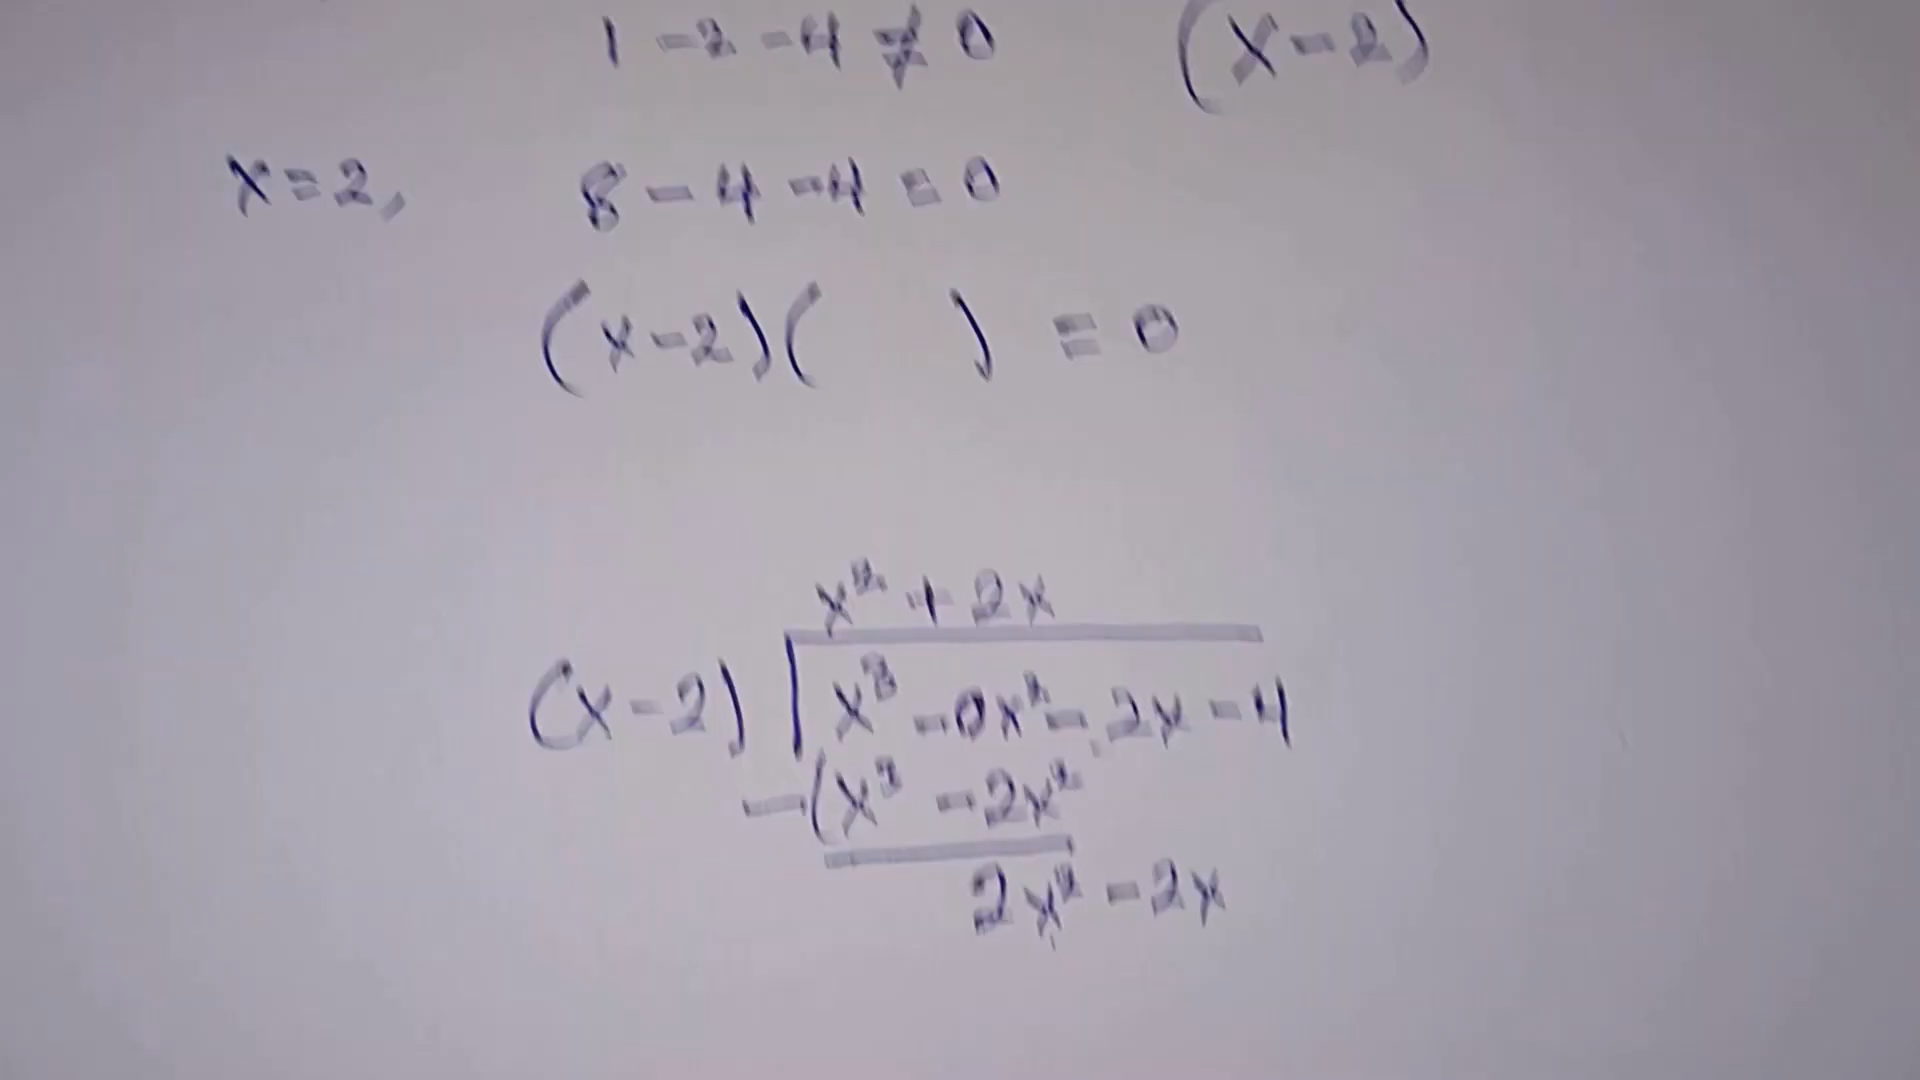 1 - 2 - 4 ≠ 0 (x - 2)
x = 2, 8 - 4 - 4 = 0
(x - 2)( ) = 0
x² + 2x
(x - 2) x³ - 0x² - 2x - 4
-(x³ - 2x²
2x² - 2x